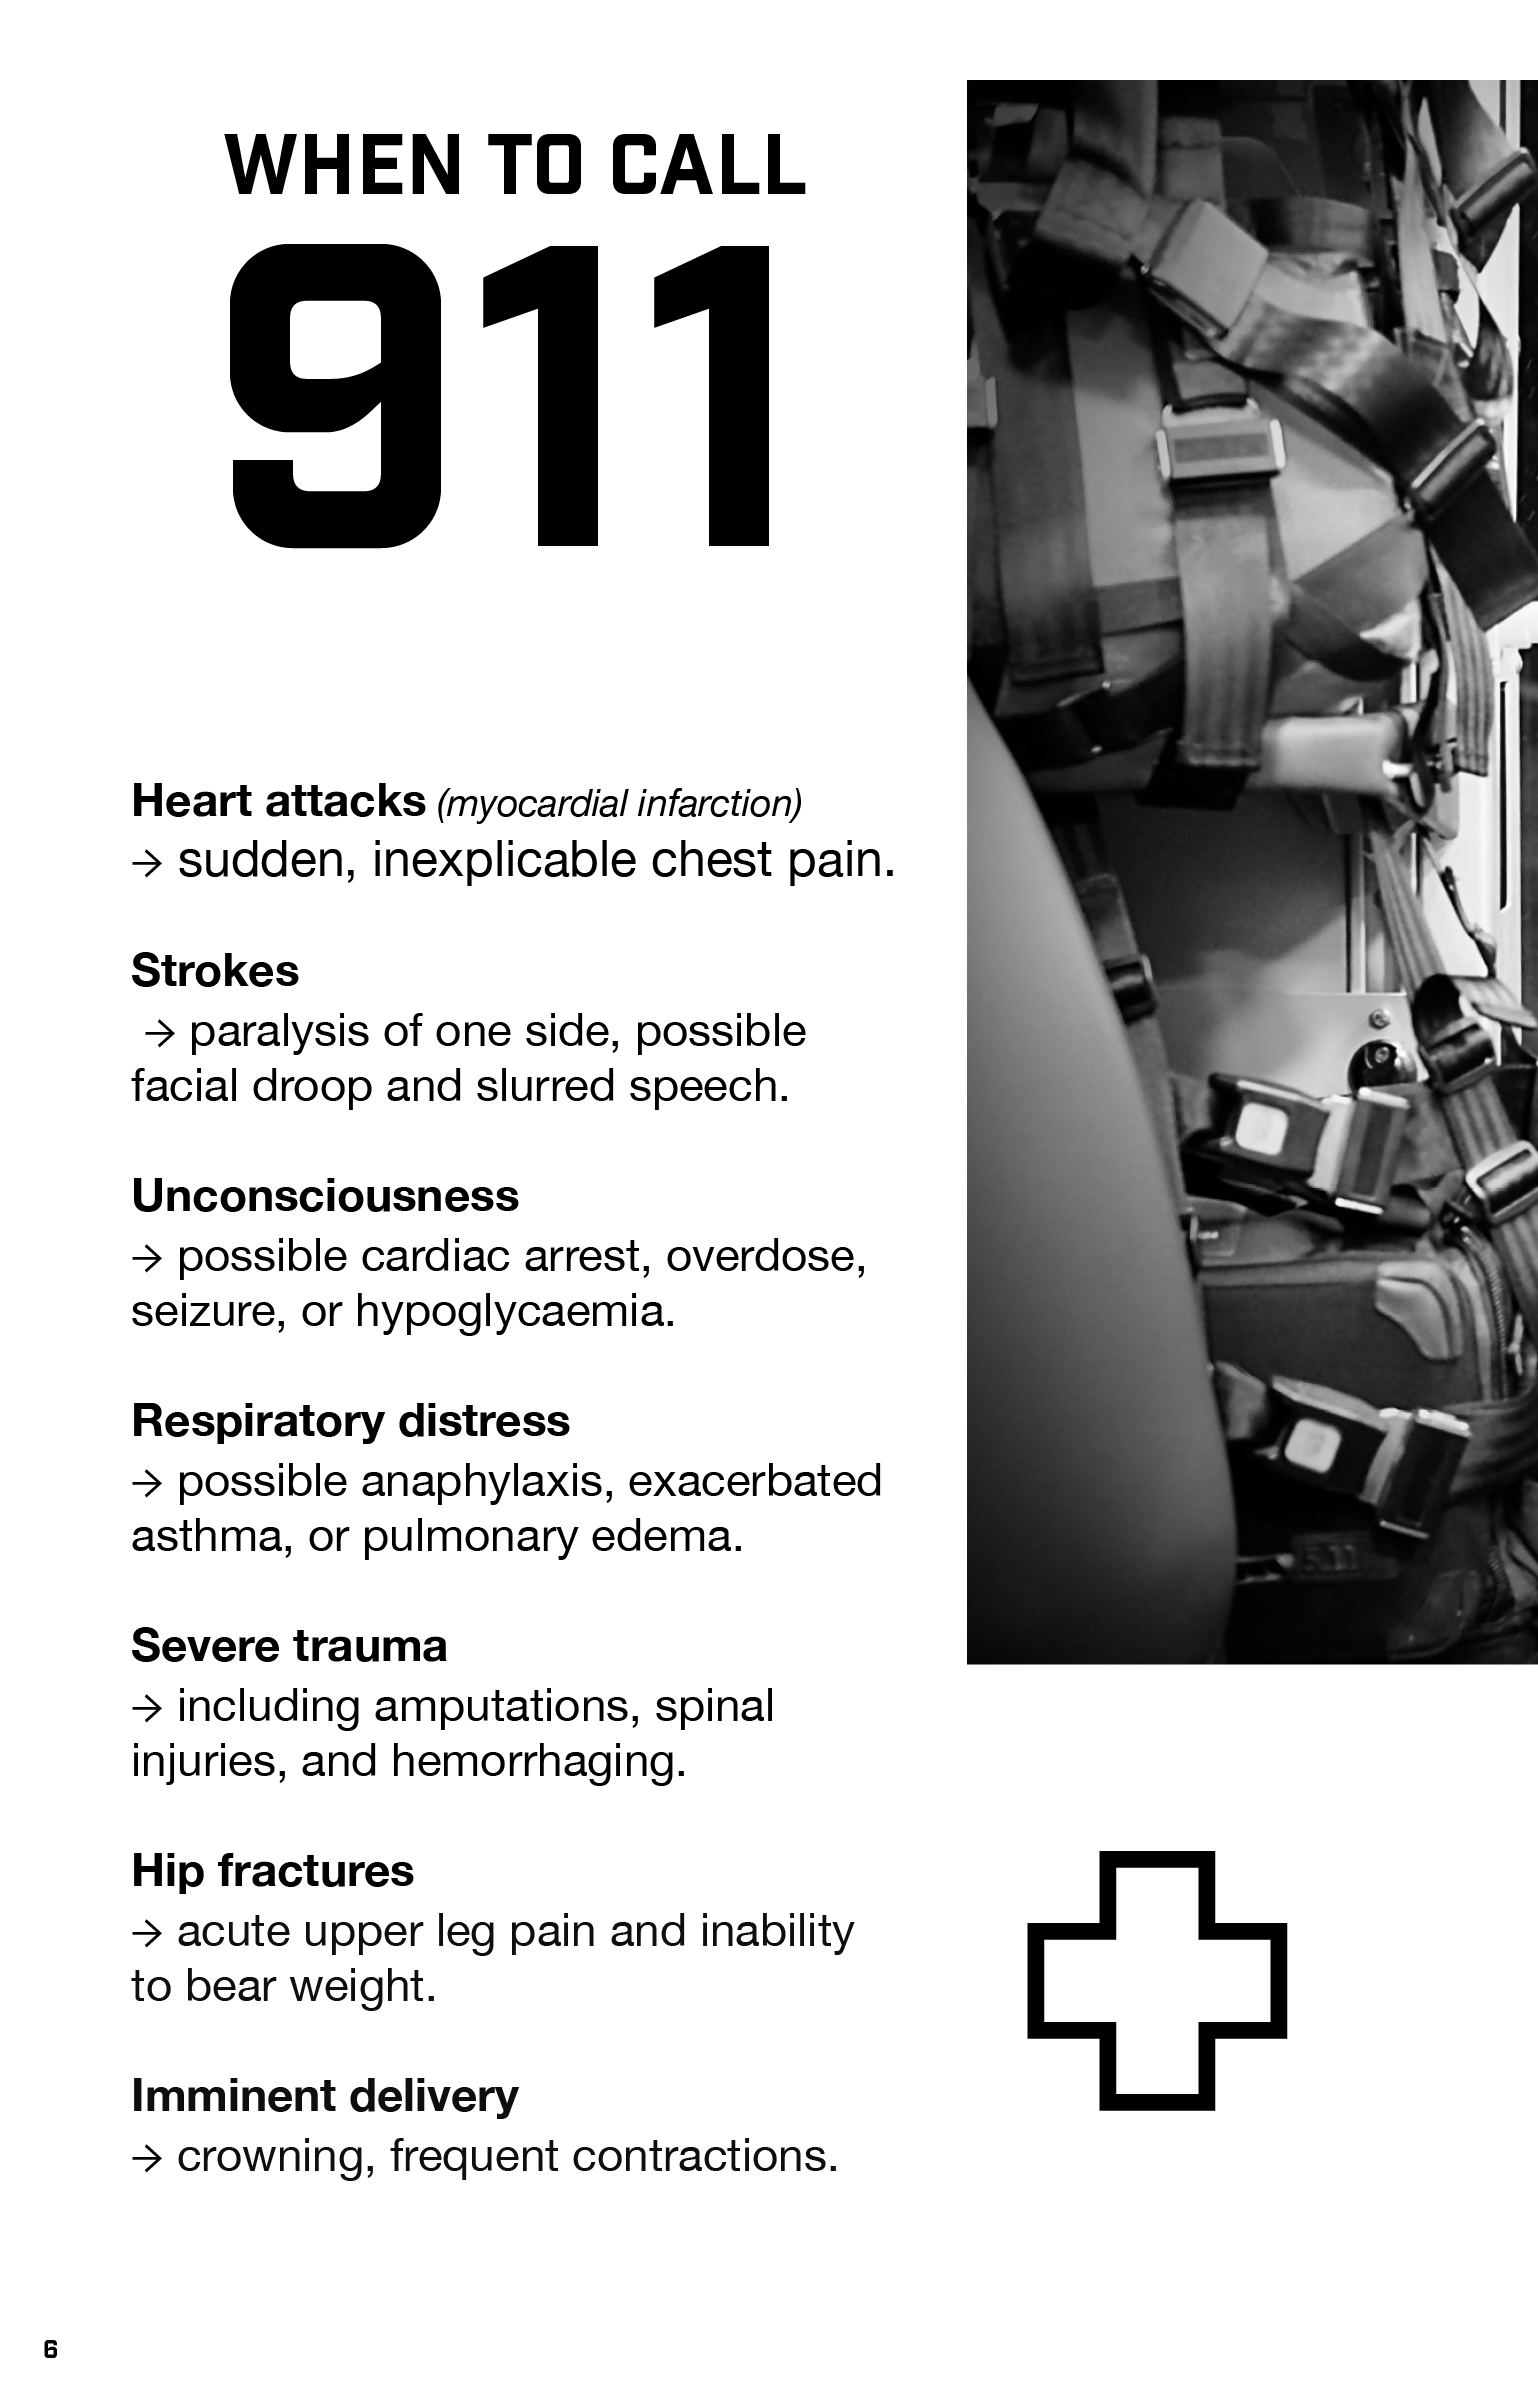 WHEN TO CALL
911
Heart attacks (myocardial infarction)
→ sudden, inexplicable chest pain.
Strokes
→ paralysis of one side, possible
facial droop and slurred speech.
Unconsciousness
→ possible cardiac arrest, overdose,
seizure, or hypoglycaemia.
Respiratory distress
→ possible anaphylaxis, exacerbated
asthma, or pulmonary edema.
Severe trauma
→ including amputations, spinal
injuries, and hemorrhaging.
Hip fractures
→ acute upper leg pain and inability
to bear weight.
Imminent delivery
→ crowning, frequent contractions.
6